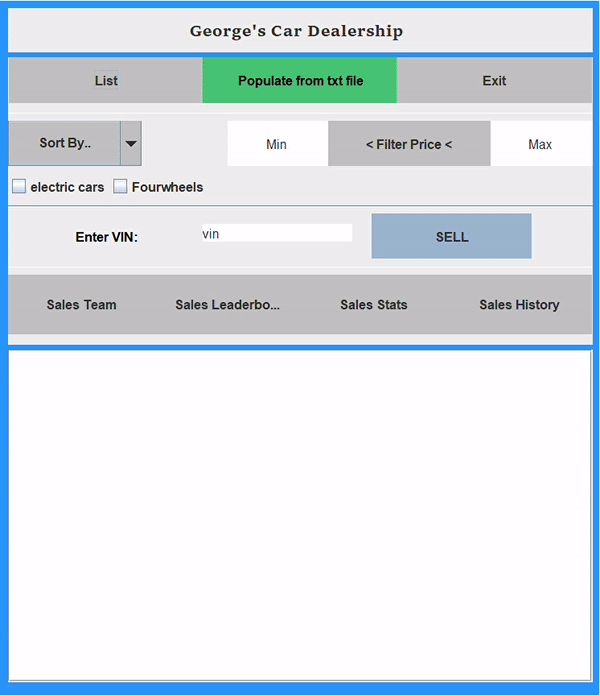 George's Car Dealership
List Populate from txt file Exit
Sort By.. Min < Filter Price < Max
electric cars Fourwheels
Enter VIN: vin SELL
Sales Team Sales Leaderbo... Sales Stats Sales History